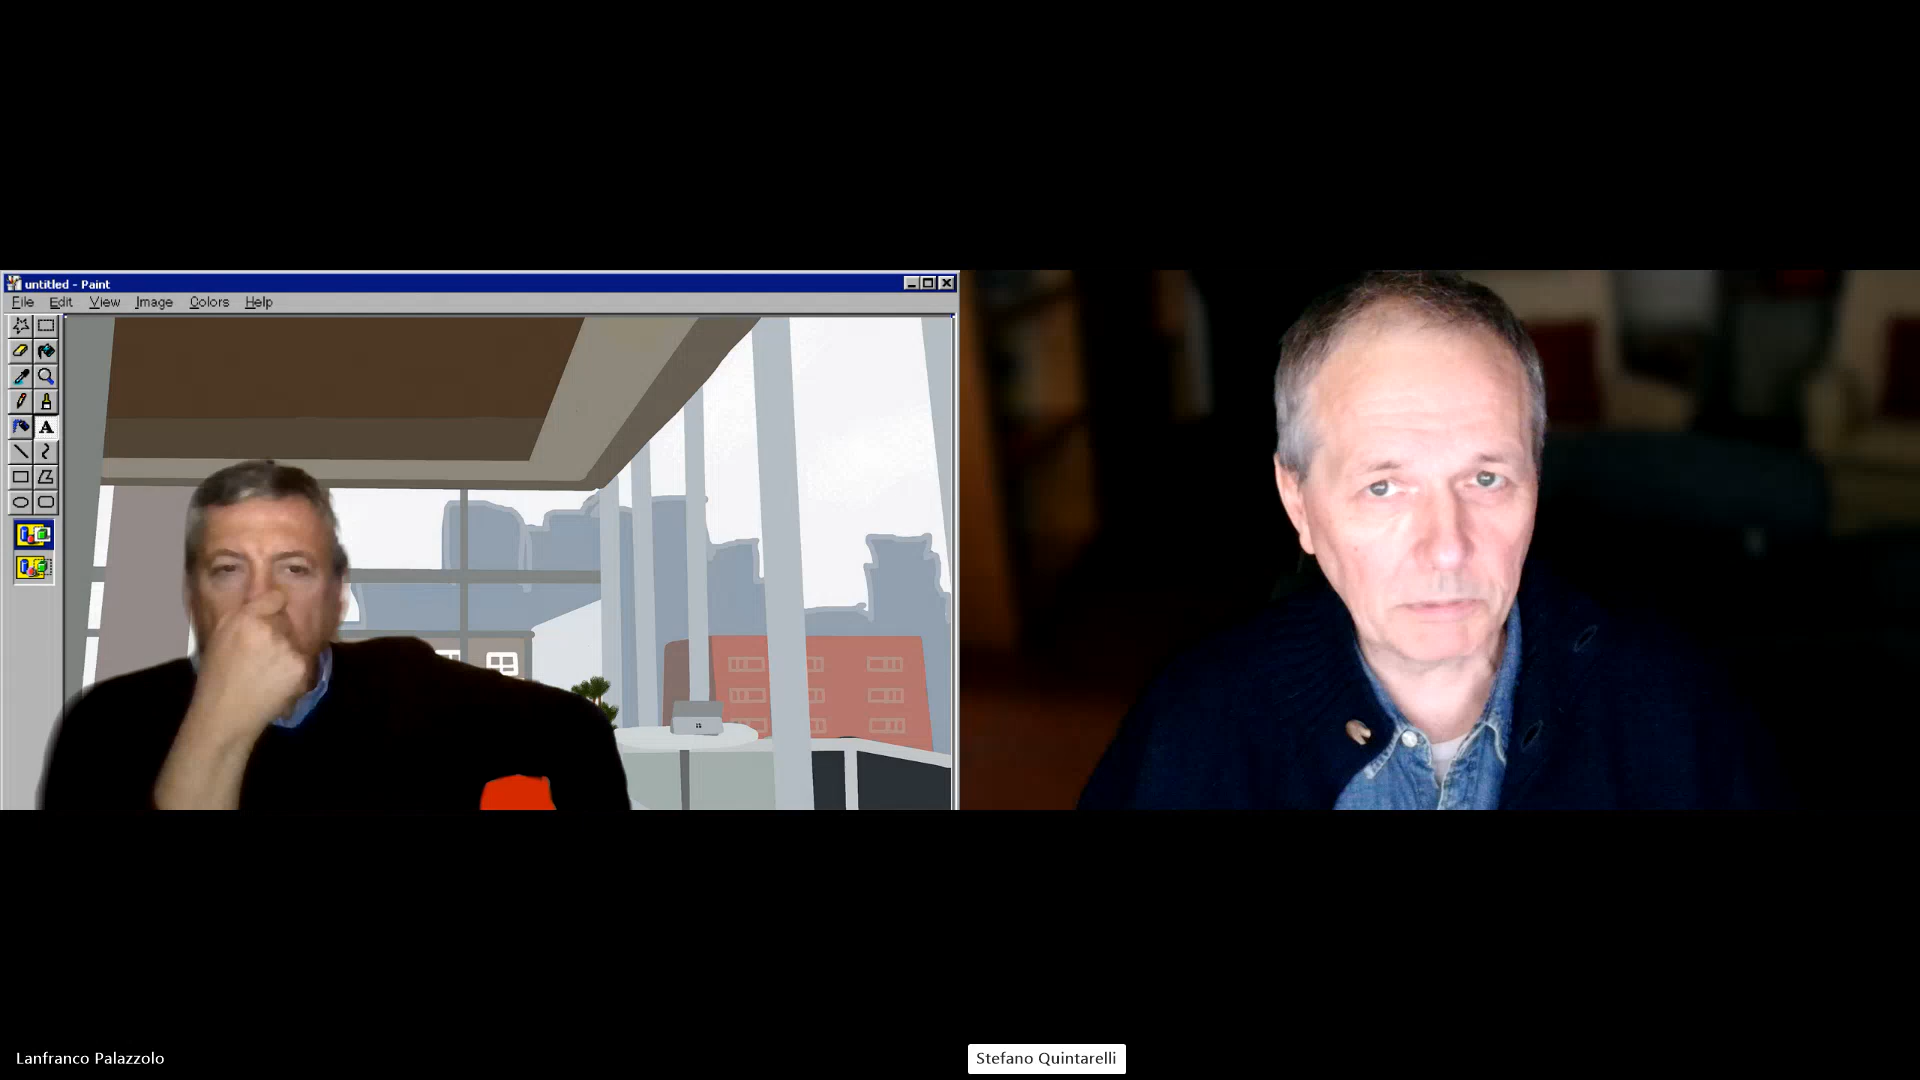 untitled - Paint
File Edit View Image Colors Help
A
Lanfranco Palazzolo
Stefano Quintarelli